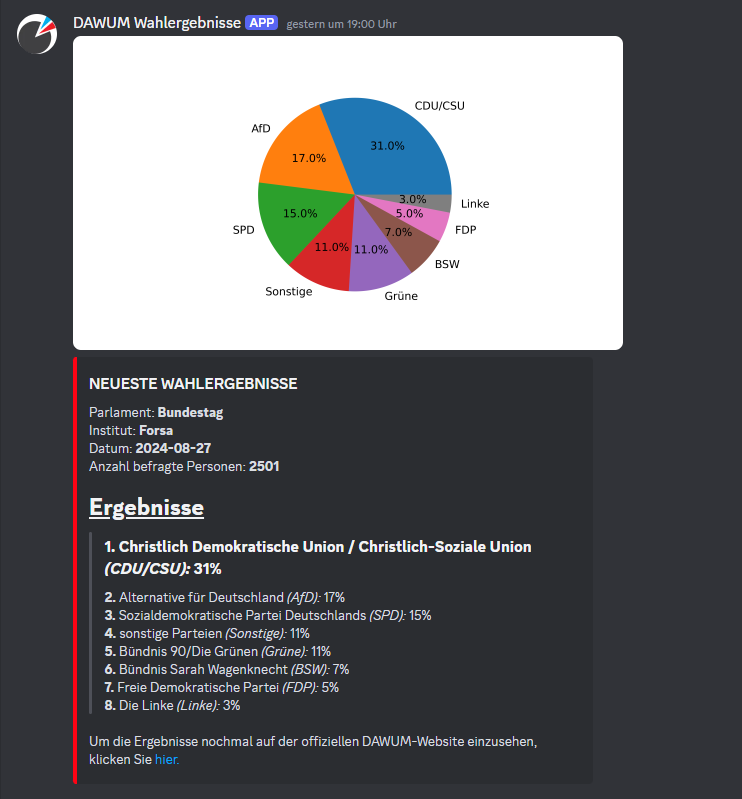 DAWUM Wahlergebnisse APP gestern um 19:00 Uhr
CDU/CSU
AfD
31.0%
17.0%
3.0%
Linke
15.0%
5.0%
SPD
FDP
7.0%
11.0%
11.0%
BSW
Sonstige
Grüne
NEUESTE WAHLERGEBNISSE
Parlament: Bundestag
Institut: Forsa
Datum: 2024-08-27
Anzahl befragte Personen: 2501
Ergebnisse
1. Christlich Demokratische Union / Christlich-Soziale Union
(CDU/CSU): 31%
2. Alternative für Deutschland (AfD): 17%
3. Sozialdemokratische Partei Deutschlands (SPD): 15%
4. sonstige Parteien (Sonstige): 11%
5. Bündnis 90/Die Grünen (Grüne): 11%
6. Bündnis Sarah Wagenknecht (BSW): 7%
7. Freie Demokratische Partei (FDP): 5%
8. Die Linke (Linke): 3%
Um die Ergebnisse nochmal auf der offiziellen DAWUM-Website einzusehen,
klicken Sie hier.